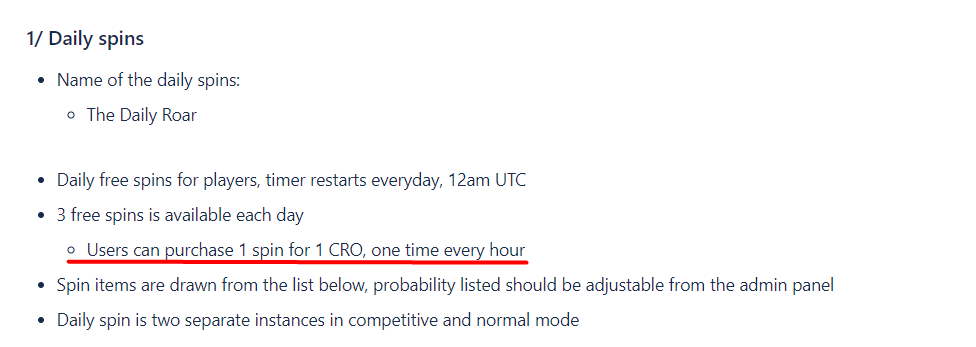 1/ Daily spins
Name of the daily spins:
The Daily Roar
Daily free spins for players, timer restarts everyday, 12am UTC
3 free spins is available each day
Users can purchase 1 spin for 1 CRO, one time every hour
Spin items are drawn from the list below, probability listed should be adjustable from the admin panel
Daily spin is two separate instances in competitive and normal mode